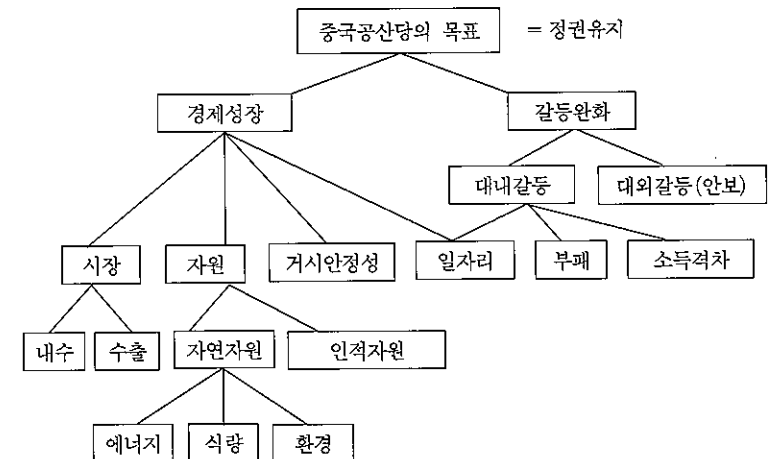 중국공산당의 목표 = 정권유지
경제성장 갈등완화
대내갈등 대외갈등(안보)
시장 자원 거시안정성 일자리 부패 소득격차
내수 수출 자연자원 인적자원
에너지 식량 환경